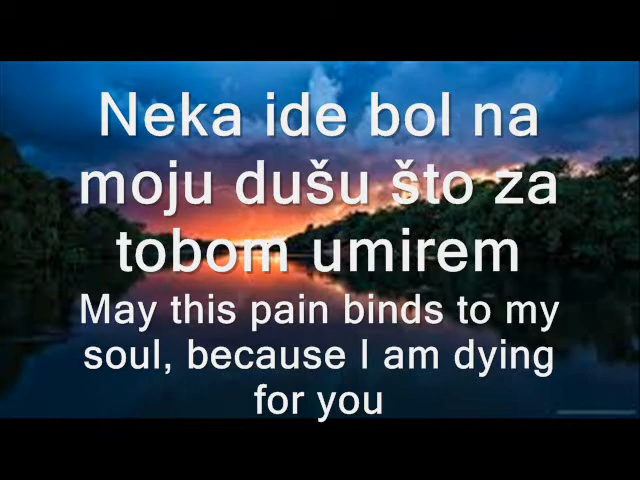 Neka ide bol na
moju dušu što za
tobom umirem
May this pain binds to my
soul, because I am dying
for you